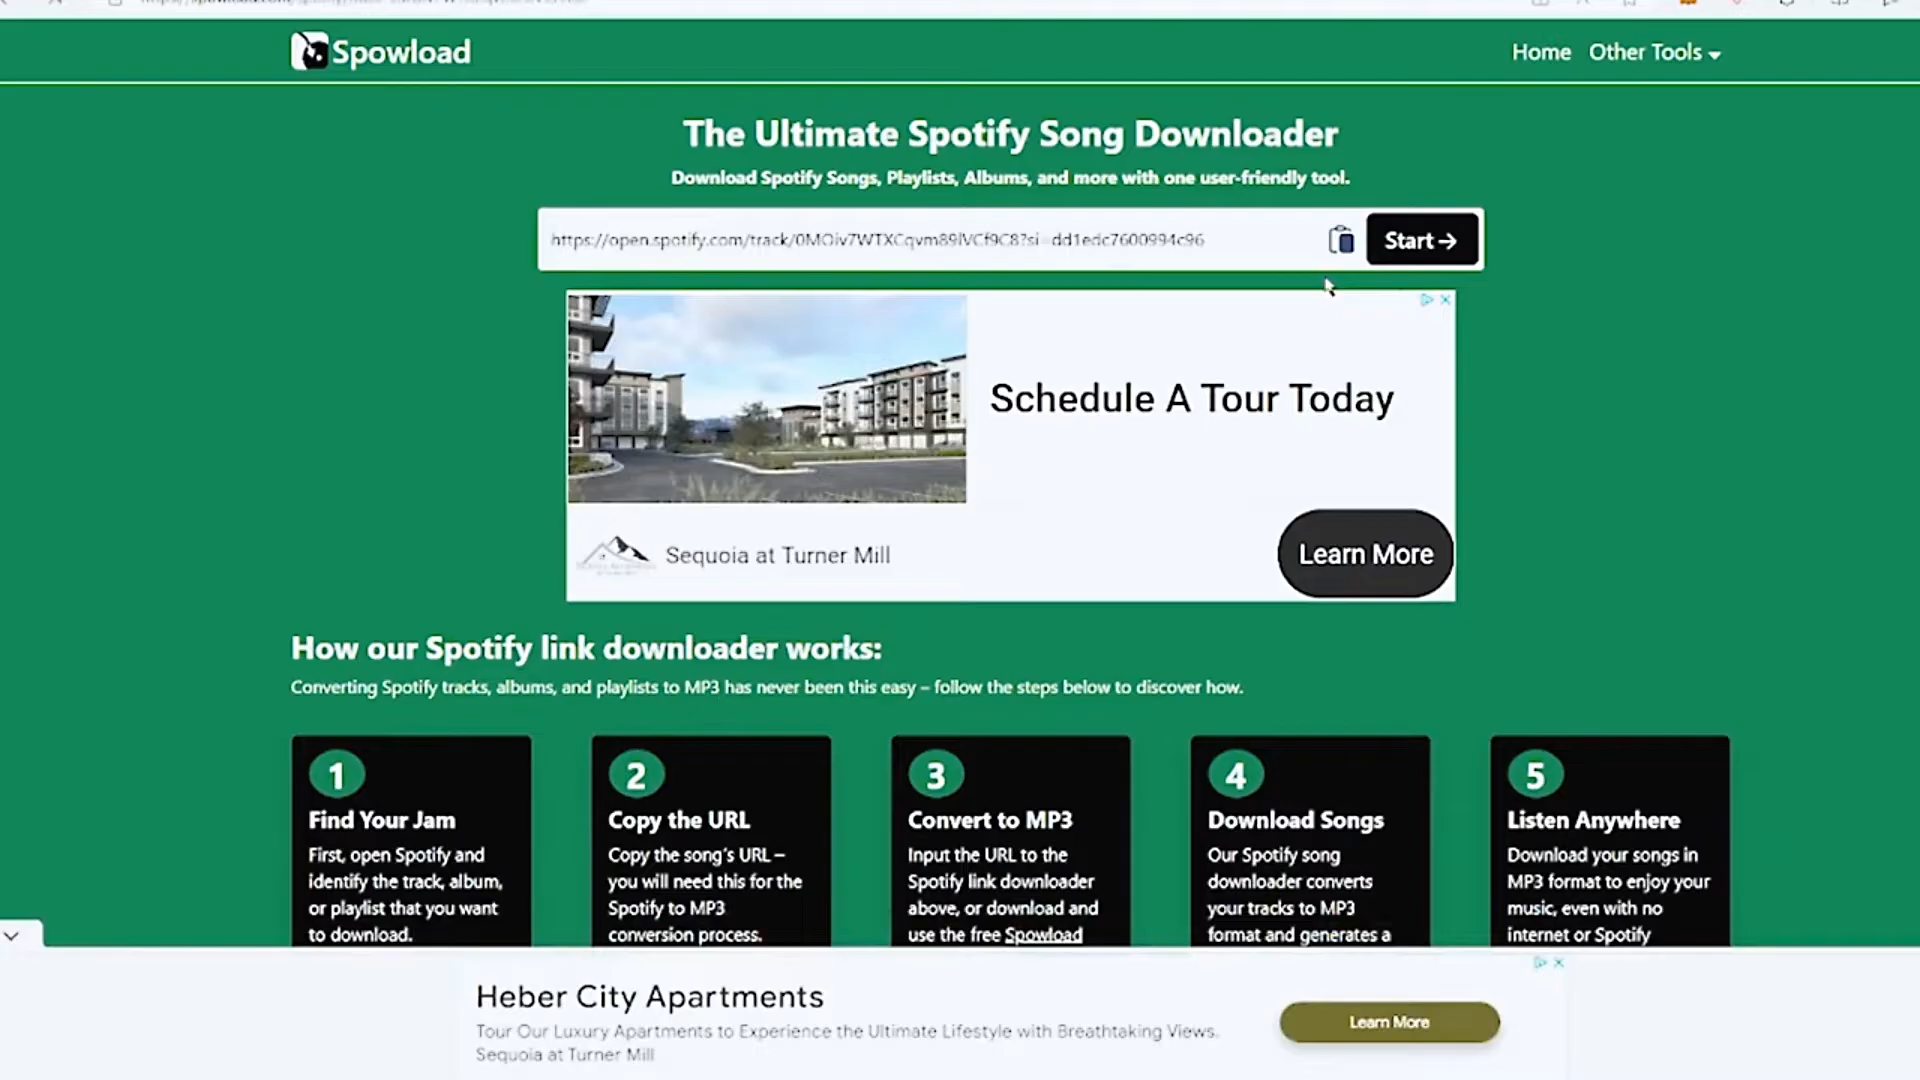 Spowload
Home Other Tools
The Ultimate Spotify Song Downloader
Download Spotify Songs, Playlists, Albums, and more with one user-friendly tool.
https://open.spotify.com/track/0MOiv7WTXCqvm89lVCf9C8?si=dd1edc7600994c96
Start
Schedule A Tour Today
Sequoia at Turner Mill
Learn More
How our Spotify link downloader works:
Converting Spotify tracks, albums, and playlists to MP3 has never been this easy – follow the steps below to discover how.
1
Find Your Jam
First, open Spotify and
identify the track, album,
or playlist that you want
to download.
2
Copy the URL
Copy the song's URL –
you will need this for the
Spotify to MP3
conversion process.
3
Convert to MP3
Input the URL to the
Spotify link downloader
above, or download and
use the free Spowload
4
Download Songs
Our Spotify song
downloader converts
your tracks to MP3
format and generates a
5
Listen Anywhere
Download your songs in
MP3 format to enjoy your
music, even with no
internet or Spotify
Heber City Apartments
Tour Our Luxury Apartments to Experience the Ultimate Lifestyle with Breathtaking Views.
Sequoia at Turner Mill
Learn More